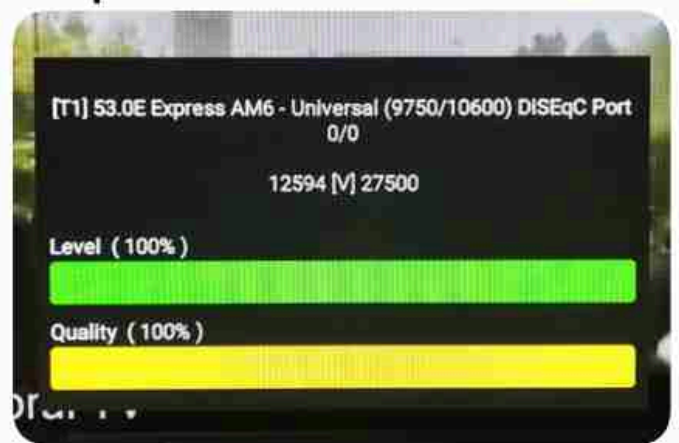 [T1] 53.0E Express AM6 - Universal (9750/10600) DiSEqC Port
0/0
12594 [V] 27500
Level ( 100% )
Quality ( 100% )